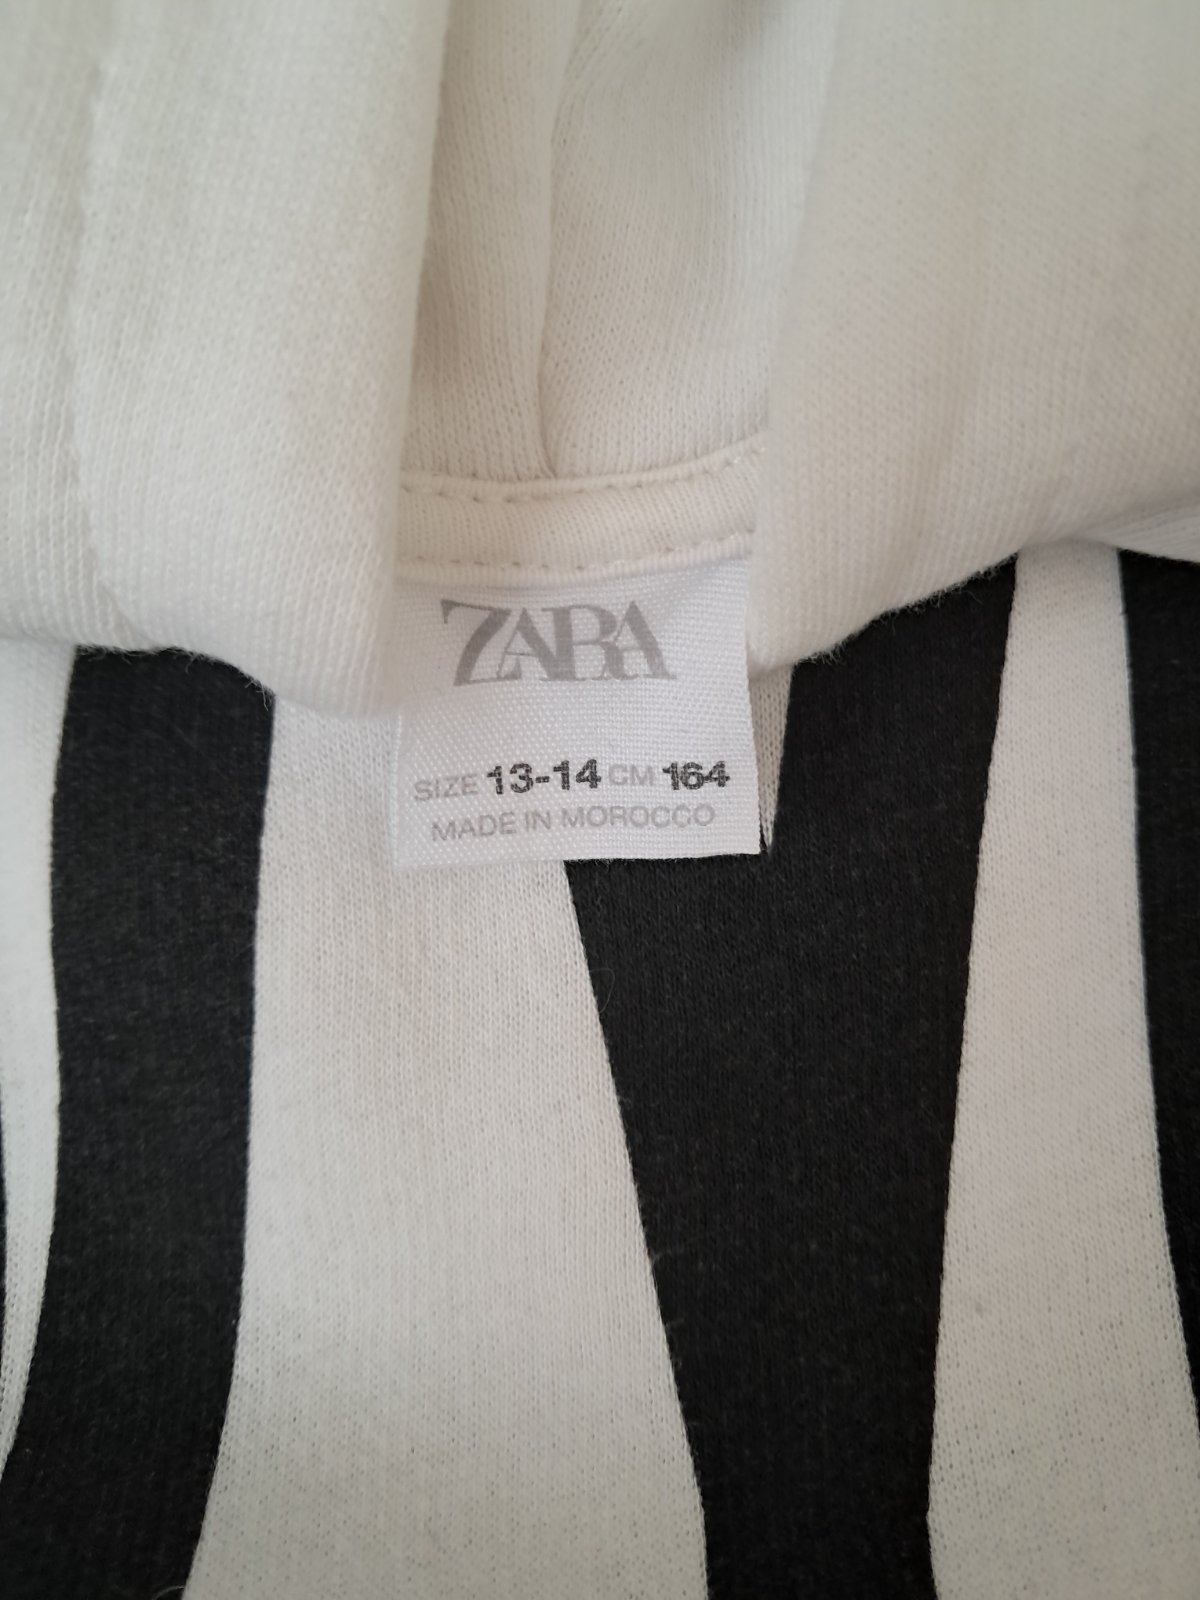 ZARA
SIZE 13-14 CM 164
MADE IN MOROCCO